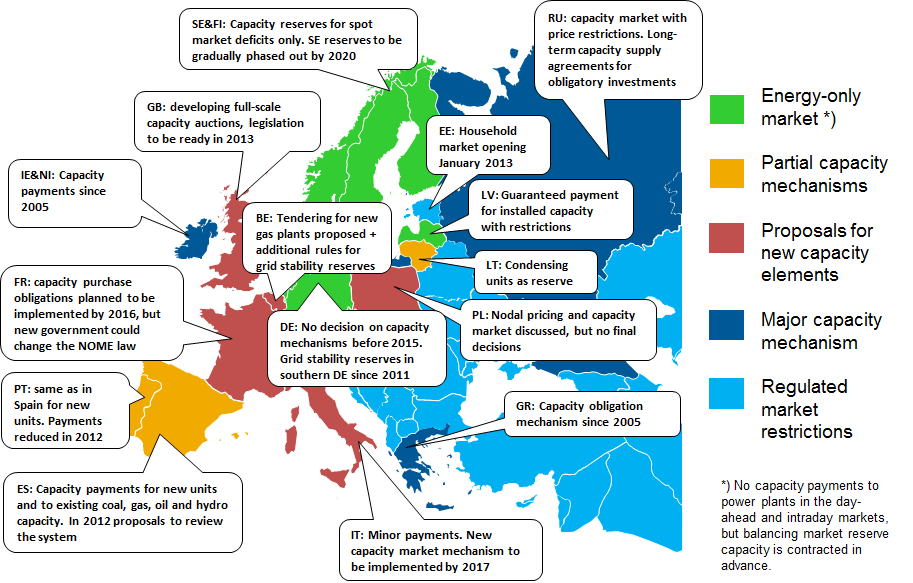 SE&FI: Capacity reserves for spot
market deficits only. SE reserves to be
gradually phased out by 2020
RU: capacity market with
price restrictions. Long-
term capacity supply
agreements for
obligatory investments
GB: developing full-scale
capacity auctions, legislation
to be ready in 2013
EE: Household
market opening
January 2013
IE&NI: Capacity
payments since
2005
LV: Guaranteed payment
for installed capacity
with restrictions
BE: Tendering for new
gas plants proposed +
additional rules for
grid stability reserves
LT: Condensing
units as reserve
FR: capacity purchase
obligations planned to be
implemented by 2016, but
new government could
change the NOME law
DE: No decision on capacity
mechanisms before 2015.
Grid stability reserves in
southern DE since 2011
PL: Nodal pricing and capacity
market discussed, but no final
decisions
PT: same as in
Spain for new
units. Payments
reduced in 2012
GR: Capacity obligation
mechanism since 2005
ES: Capacity payments for new units
and to existing coal, gas, oil and hydro
capacity. In 2012 proposals to review
the system
IT: Minor payments. New
capacity market mechanism to
be implemented by 2017
Energy-only
market *)
Partial capacity
mechanisms
Proposals for
new capacity
elements
Major capacity
mechanism
Regulated
market
restrictions
*) No capacity payments to
power plants in the day-
ahead and intraday markets,
but balancing market reserve
capacity is contracted in
advance.